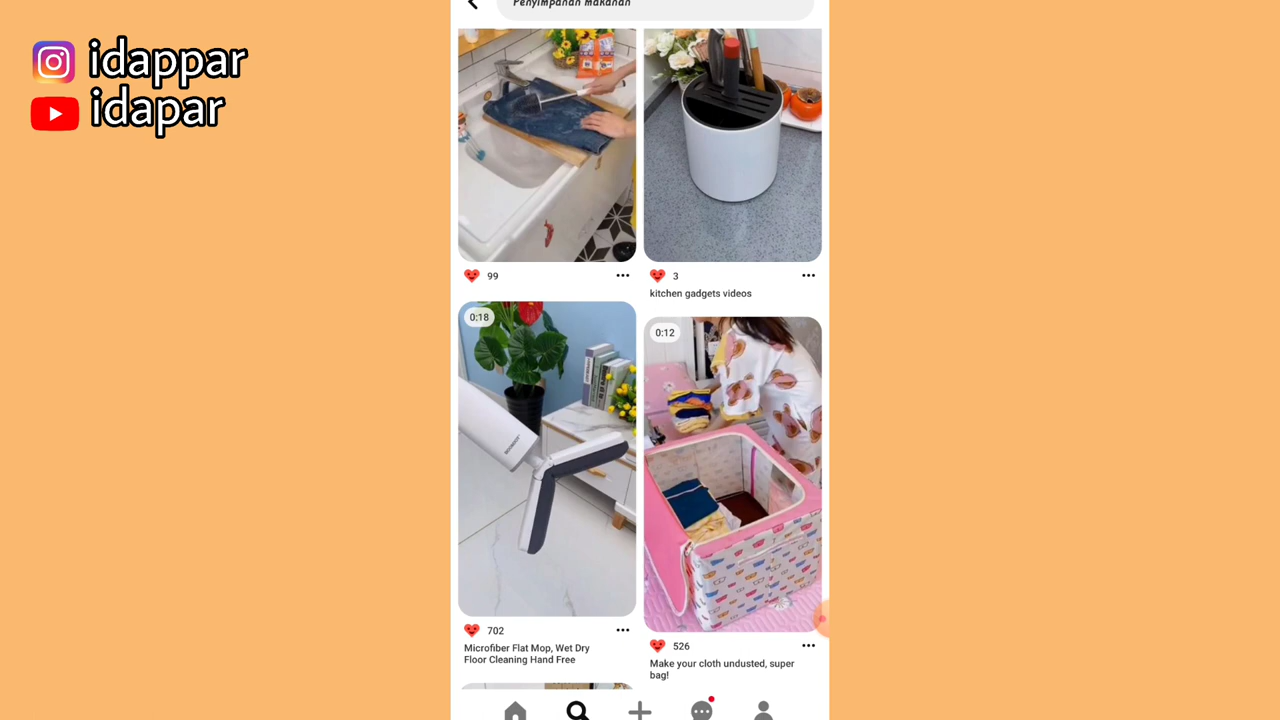 idappar
idapar
Penyimpanan makanan
99
3
kitchen gadgets videos
0:18
0:12
702
Microfiber Flat Mop, Wet Dry
Floor Cleaning Hand Free
526
Make your cloth undusted, super
bag!